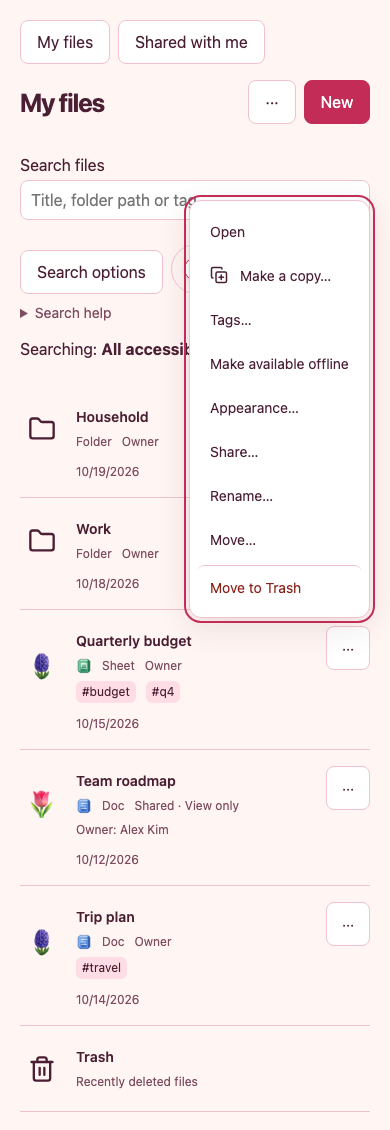 My files
Shared with me
My files
...
New
Search files
Title, folder path or tag
Search options
▶ Search help
Searching: All
Open
Make a copy...
Tags...
Make available offline
Appearance...
Share...
Rename...
Move...
Move to Trash
Household
Folder Owner
10/19/2026
Work
Folder Owner
10/18/2026
Quarterly budget
...
Sheet Owner
#budget #q4
10/15/2026
Team roadmap
...
Doc Shared · View only
Owner: Alex Kim
10/12/2026
Trip plan
...
Doc Owner
#travel
10/14/2026
Trash
Recently deleted files